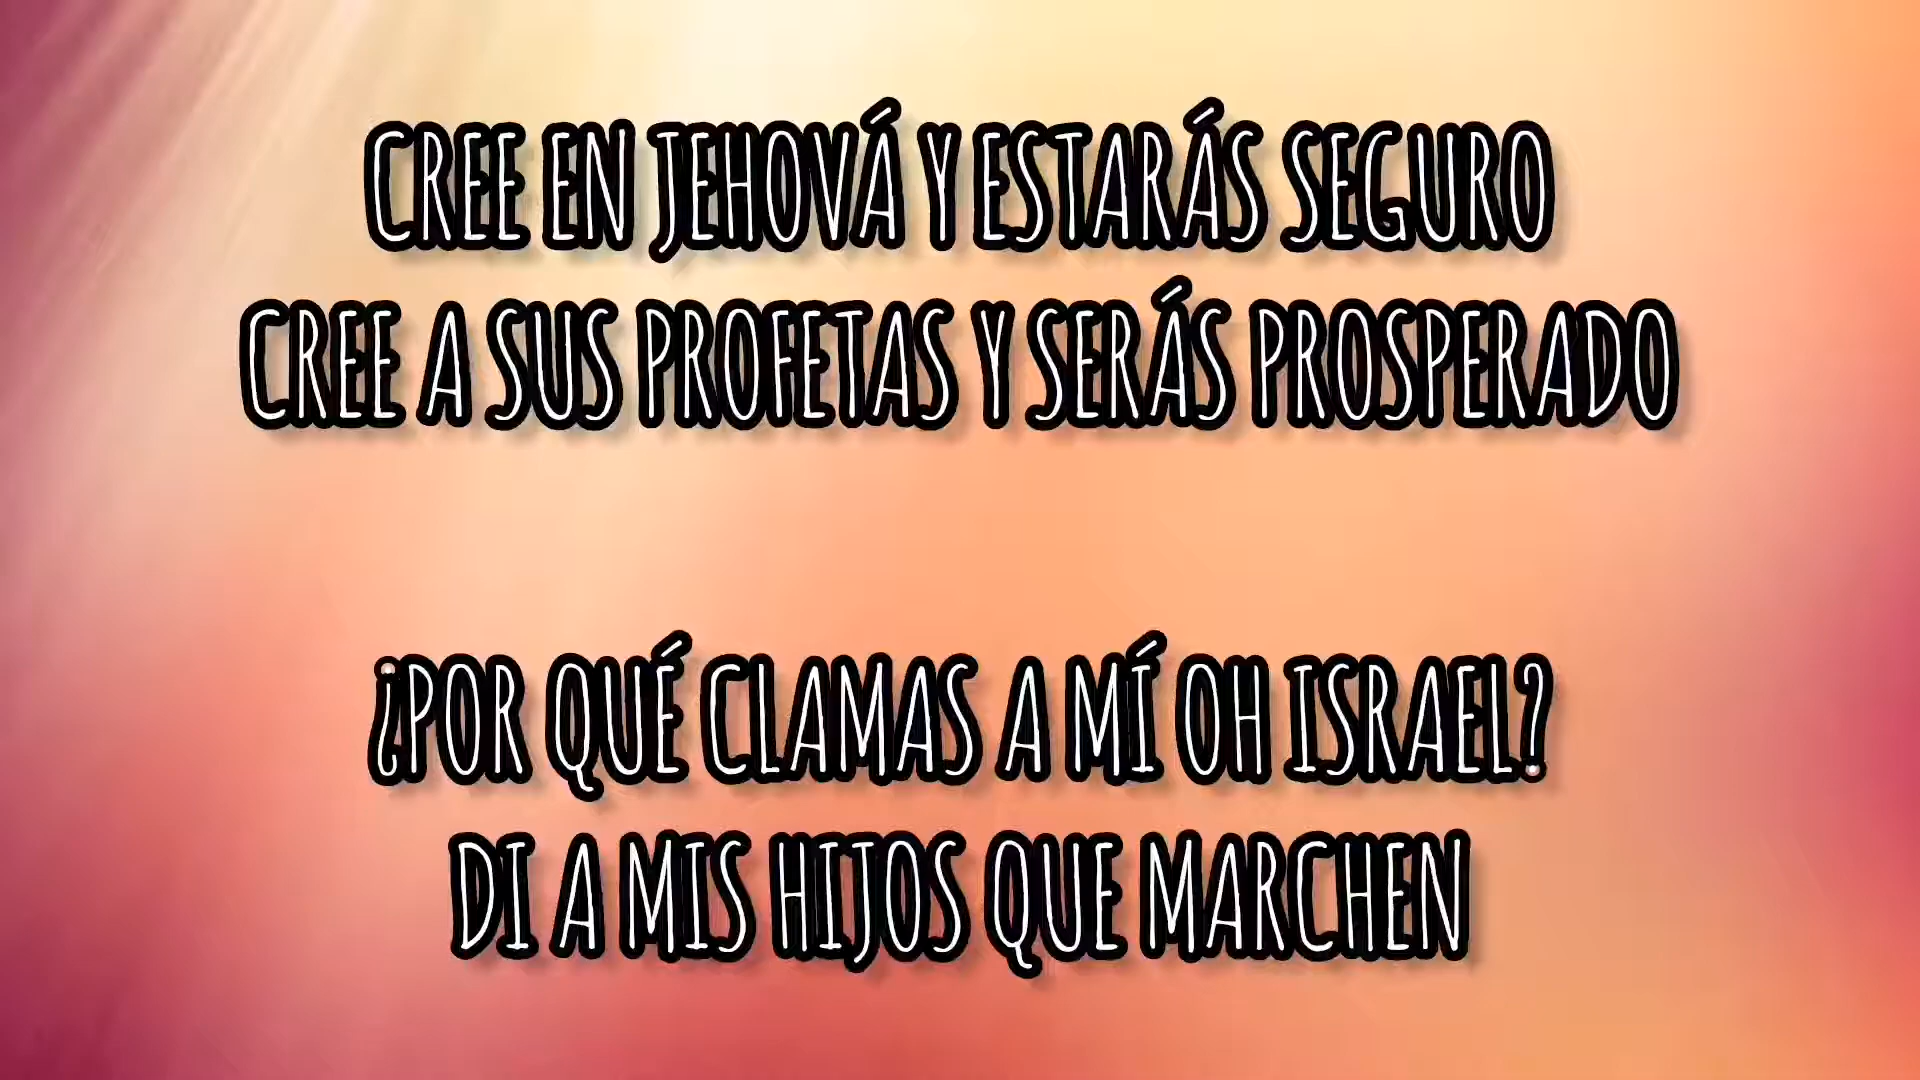 CREE EN JEHOVÁ Y ESTARÁS SEGURO
CREE A SUS PROFETAS Y SERÁS PROSPERADO
¿POR QUÉ CLAMAS A MÍ OH ISRAEL?
DI A MIS HIJOS QUE MARCHEN